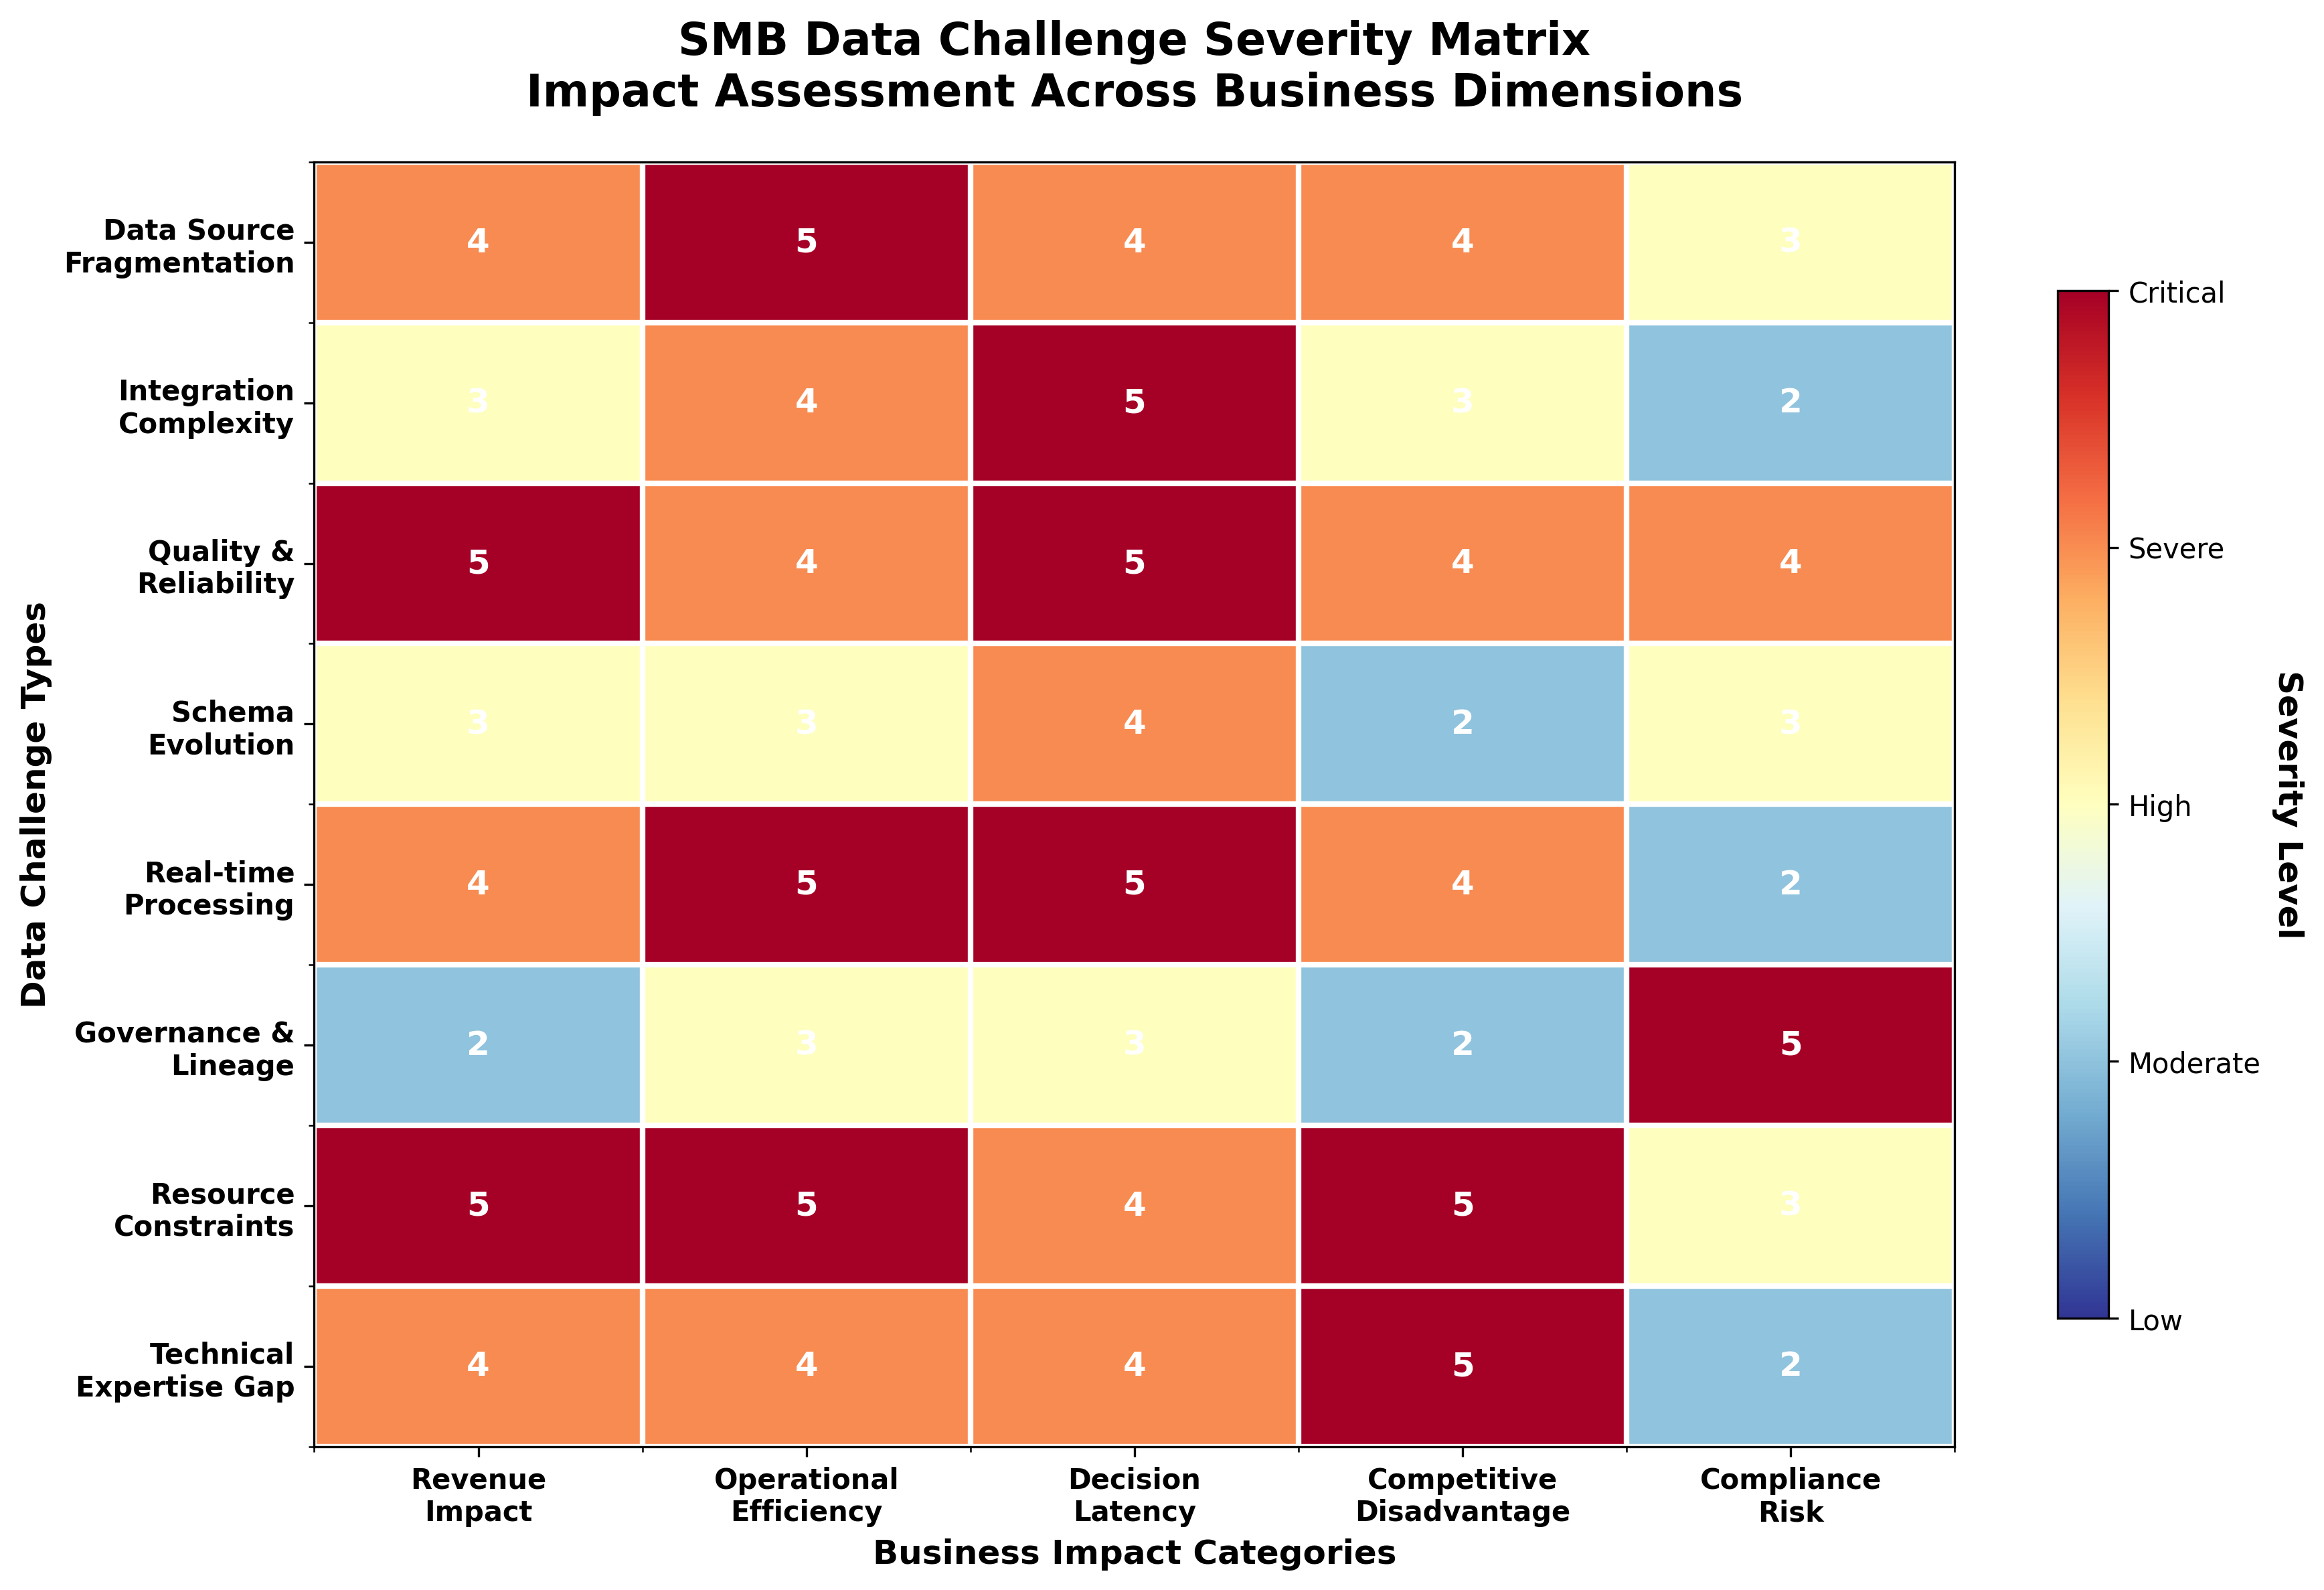 SMB Data Challenge Severity Matrix
Impact Assessment Across Business Dimensions
Data Challenge Types
Data Source
Fragmentation
4 5 4 4 3
Integration
Complexity
3 4 5 3 2
Quality &
Reliability
5 4 5 4 4
Schema
Evolution
3 3 4 2 3
Real-time
Processing
4 5 5 4 2
Governance &
Lineage
2 3 3 2 5
Resource
Constraints
5 5 4 5 3
Technical
Expertise Gap
4 4 4 5 2
Revenue
Impact
Operational
Efficiency
Decision
Latency
Competitive
Disadvantage
Compliance
Risk
Business Impact Categories
Critical
Severe
High
Moderate
Low
Severity Level